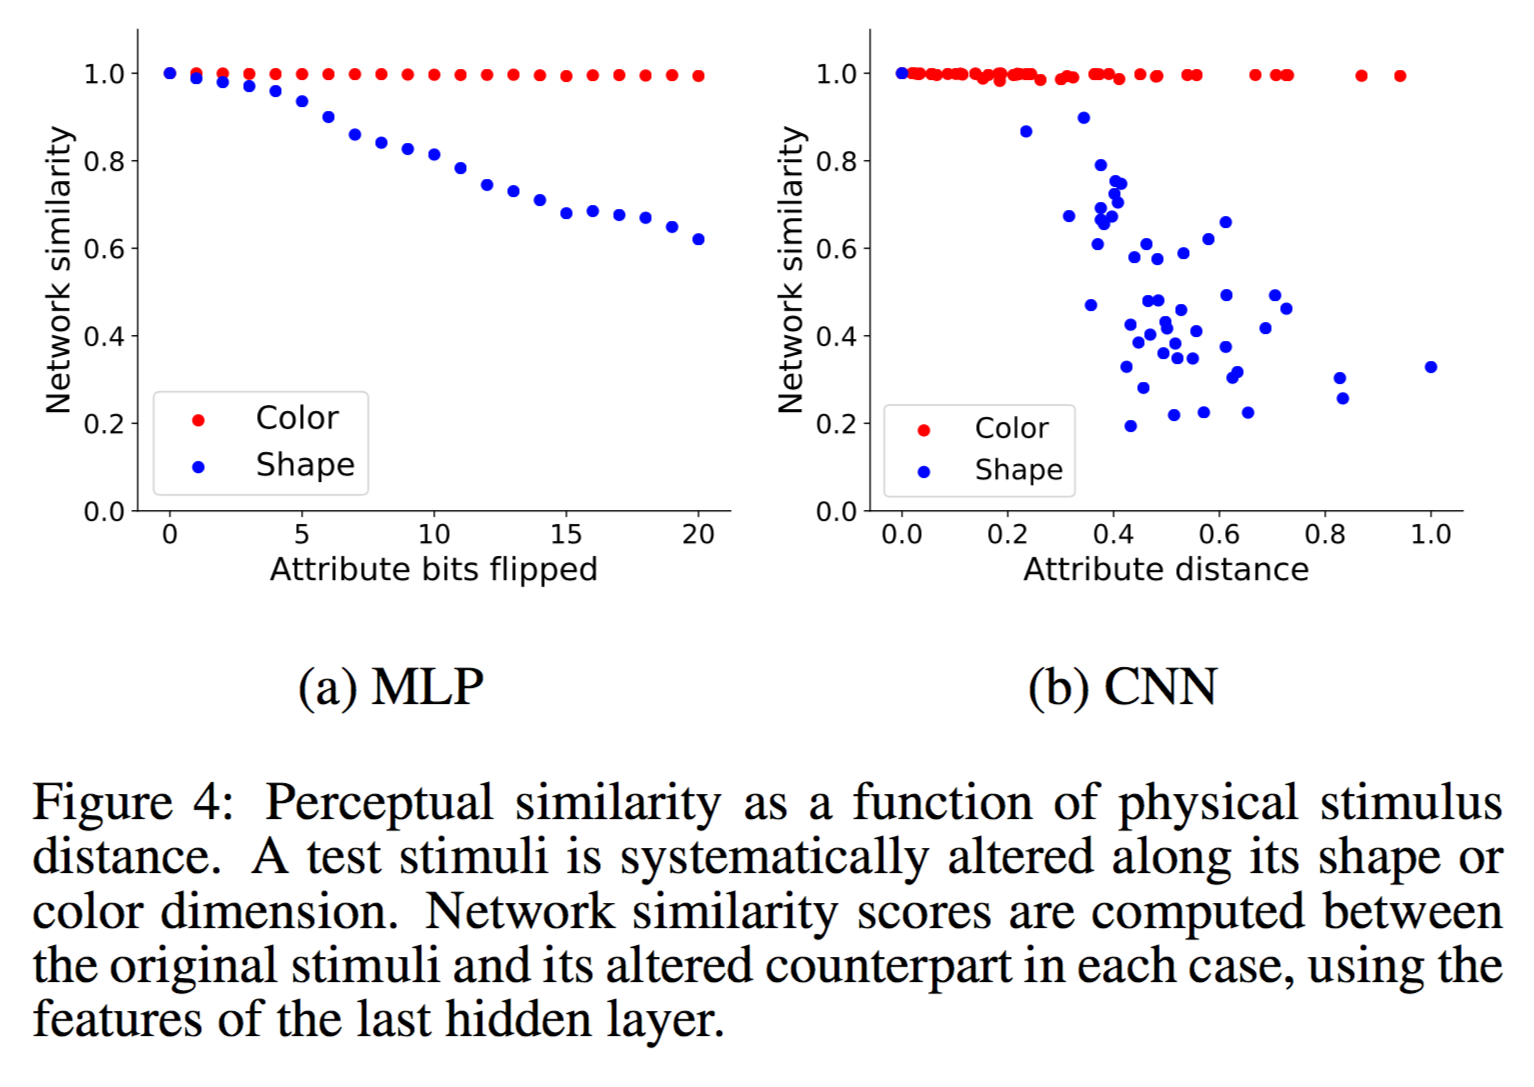 1.0
0.8
0.6
0.4
0.2
0.0
Network similarity
Color
Shape
0 5 10 15 20
Attribute bits flipped
1.0
0.8
0.6
0.4
0.2
0.0
Network similarity
Color
Shape
0.0 0.2 0.4 0.6 0.8 1.0
Attribute distance
(a) MLP
(b) CNN
Figure 4: Perceptual similarity as a function of physical stimulus
distance. A test stimuli is systematically altered along its shape or
color dimension. Network similarity scores are computed between
the original stimuli and its altered counterpart in each case, using the
features of the last hidden layer.